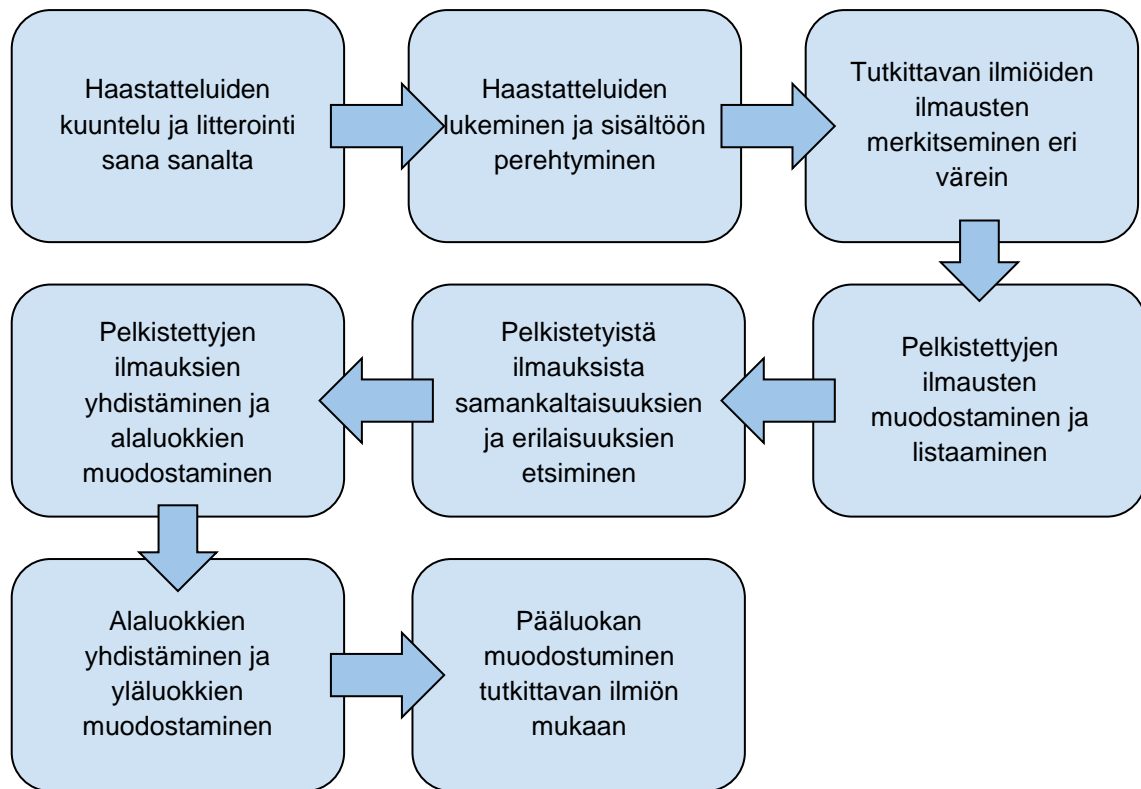 Haastatteluiden
kuuntelu ja litterointi
sana sanalta
Haastatteluiden
lukeminen ja sisältöön
perehtyminen
Tutkittavan ilmiöiden
ilmausten
merkitseminen eri
värein
Pelkistettyjen
ilmausten
muodostaminen ja
listaaminen
Pelkistetyistä
ilmauksista
samankaltaisuuksien
ja erilaisuuksien
etsiminen
Pelkistettyjen
ilmauksien
yhdistäminen ja
alaluokkien
muodostaminen
Alaluokkien
yhdistäminen ja
yläluokkien
muodostaminen
Pääluokan
muodostuminen
tutkittavan ilmiön
mukaan